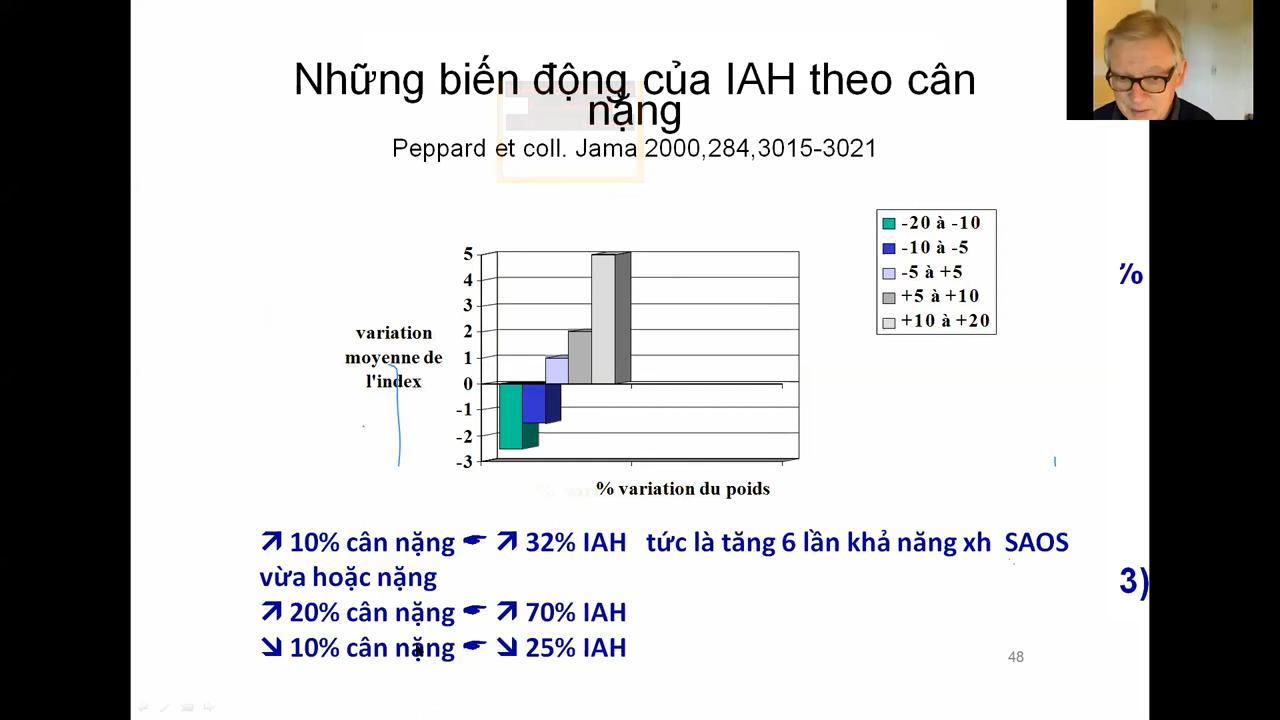 Những biến động của IAH theo cân
nặng
Peppard et coll. Jama 2000,284,3015-3021
-20 à -10
-10 à -5
-5 à +5
+5 à +10
+10 à +20
5
4
3
2
1
0
-1
-2
-3
variation
moyenne de
l'index
% variation du poids
%
↗ 10% cân nặng ☛ ↗ 32% IAH tức là tăng 6 lần khả năng xh SAOS
vừa hoặc nặng
↗ 20% cân nặng ☛ ↗ 70% IAH
↘ 10% cân nặng ☛ ↘ 25% IAH
3)
48